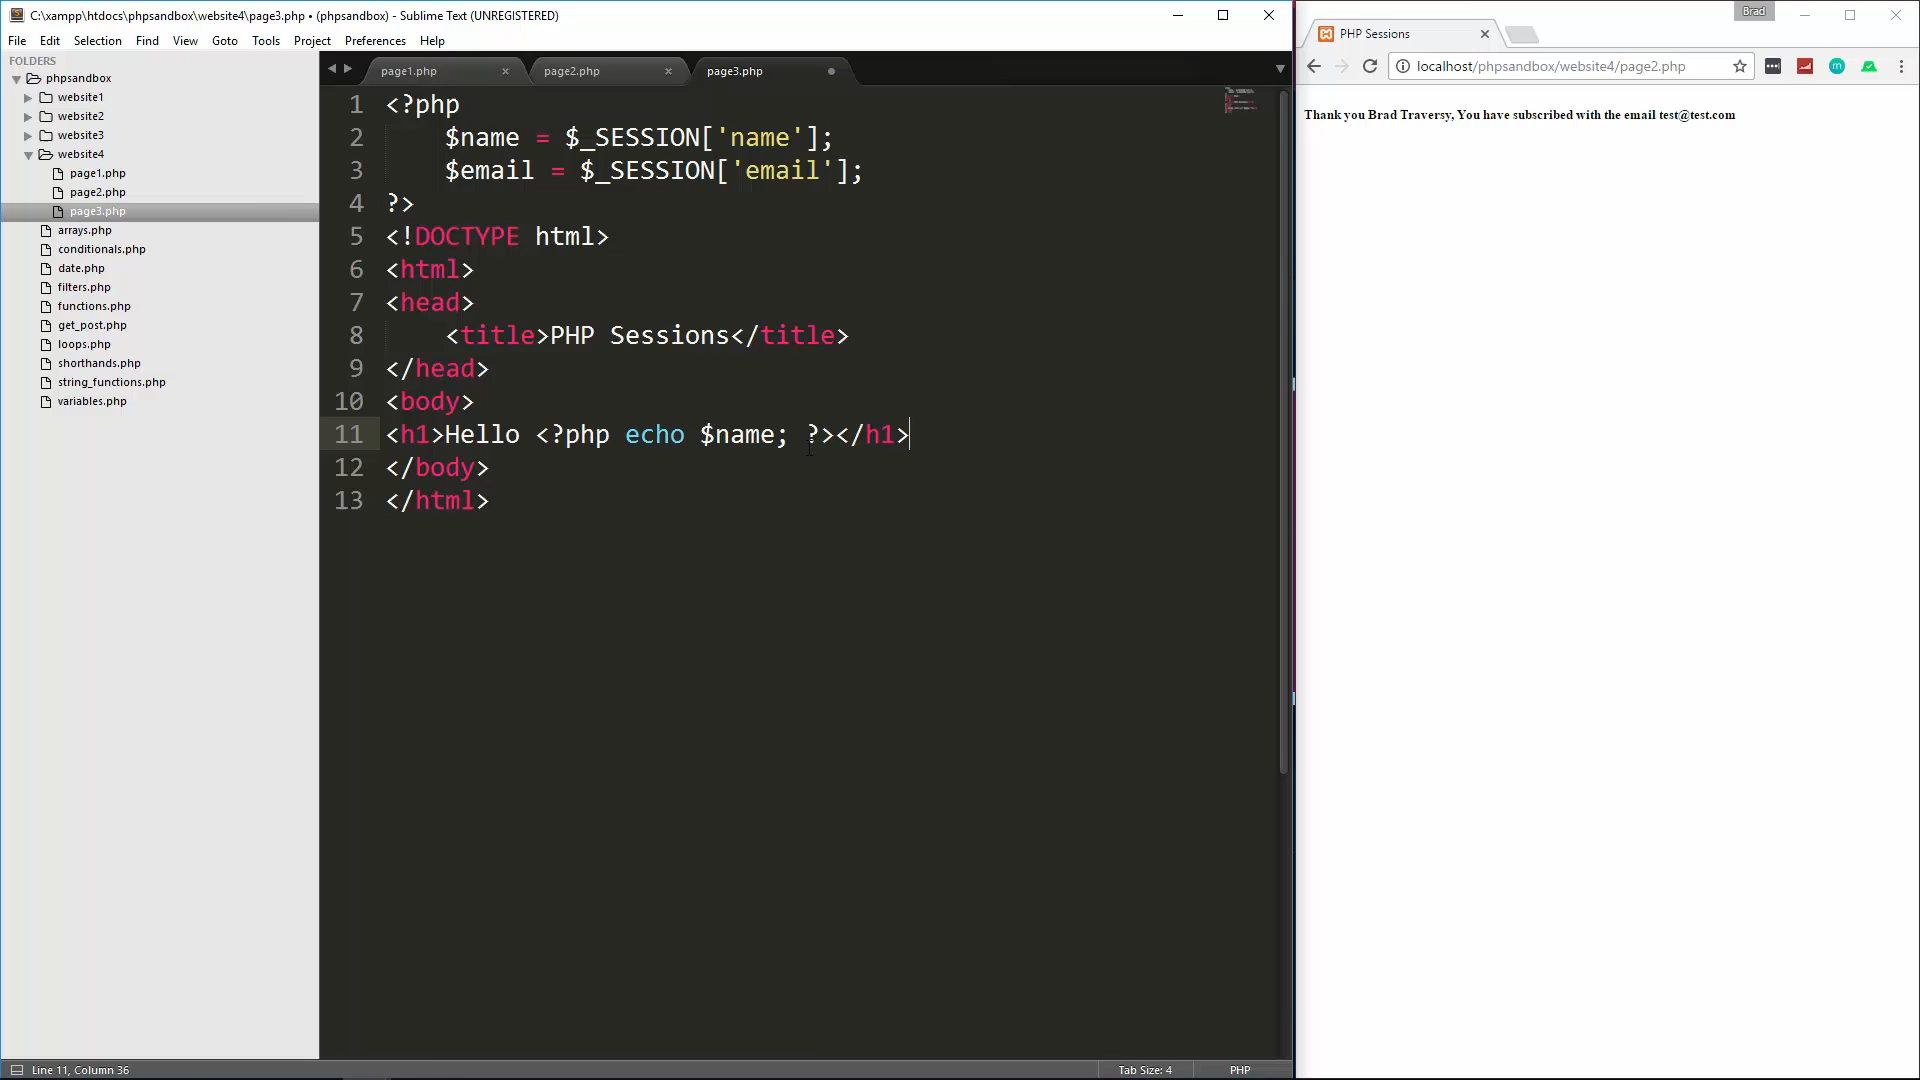 C:\xampp\htdocs\phpsandbox\website4\page3.php • (phpsandbox) - Sublime Text (UNREGISTERED)
File Edit Selection Find View Goto Tools Project Preferences Help
FOLDERS
phpsandbox
website1
website2
website3
website4
page1.php
page2.php
page3.php
arrays.php
conditionals.php
date.php
filters.php
functions.php
get_post.php
loops.php
shorthands.php
string_functions.php
variables.php
page1.php × page2.php × page3.php
1 <?php
2 $name = $_SESSION['name'];
3 $email = $_SESSION['email'];
4 ?>
5 <!DOCTYPE html>
6 <html>
7 <head>
8 <title>PHP Sessions</title>
9 </head>
10 <body>
11 <h1>Hello <?php echo $name; ?></h1>
12 </body>
13 </html>
Line 11, Column 36
Tab Size: 4
PHP
Brad
PHP Sessions
localhost/phpsandbox/website4/page2.php
m
Thank you Brad Traversy, You have subscribed with the email test@test.com